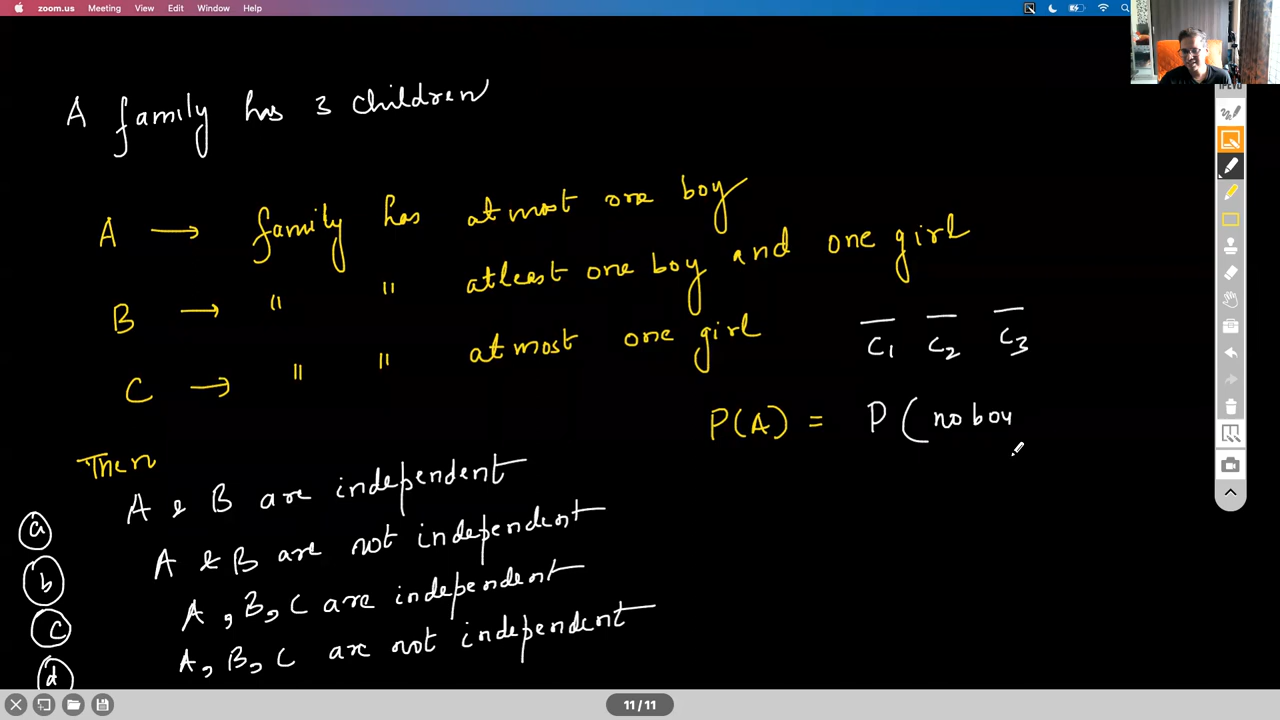 zoom.us Meeting View Edit Window Help
A family has 3 children
A → family has at most one boy
B → " " atleast one boy and one girl
C → " " at most one girl
C1 C2 C3
P(A) = P( no boy
Then
(a) A & B are independent
(b) A & B are not independent
(c) A, B, C are independent
(d) A, B, C are not independent
11 / 11